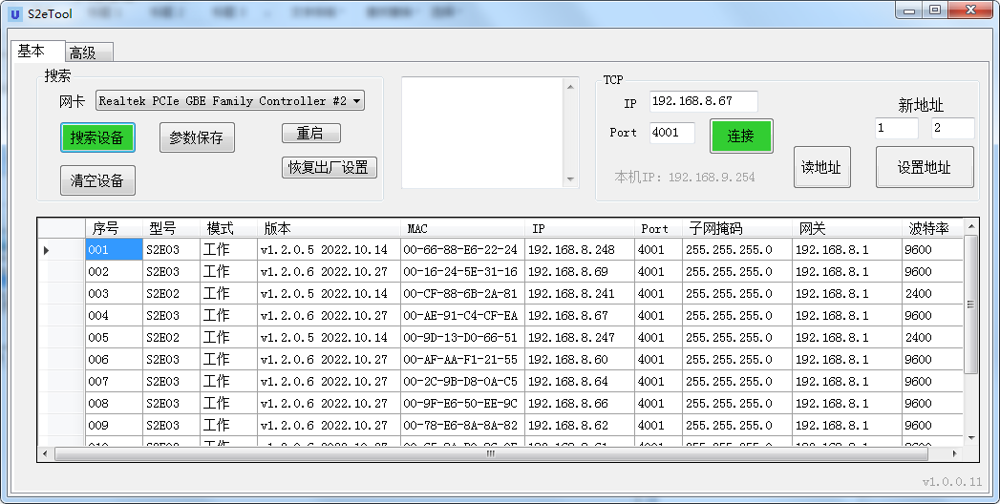 S2eTool
基本 高级
搜索
网卡 Realtek PCIe GBE Family Controller #2
搜索设备 参数保存 重启
清空设备 恢复出厂设置
TCP
IP 192.168.8.67
Port 4001 连接
本机IP: 192.168.9.254
读地址
新地址
1 2
设置地址
序号 型号 模式 版本 MAC IP Port 子网掩码 网关 波特率
001 S2E03 工作 v1.2.0.5 2022.10.14 00-66-88-E6-22-24 192.168.8.248 4001 255.255.255.0 192.168.8.1 9600
002 S2E03 工作 v1.2.0.6 2022.10.27 00-16-24-5E-31-16 192.168.8.69 4001 255.255.255.0 192.168.8.1 9600
003 S2E02 工作 v1.2.0.5 2022.10.14 00-CF-88-6B-2A-81 192.168.8.241 4001 255.255.255.0 192.168.8.1 2400
004 S2E03 工作 v1.2.0.6 2022.10.27 00-AE-91-C4-CF-EA 192.168.8.67 4001 255.255.255.0 192.168.8.1 9600
005 S2E02 工作 v1.2.0.5 2022.10.14 00-9D-13-D0-66-51 192.168.8.247 4001 255.255.255.0 192.168.8.1 2400
006 S2E03 工作 v1.2.0.6 2022.10.27 00-AF-AA-F1-21-55 192.168.8.60 4001 255.255.255.0 192.168.8.1 9600
007 S2E03 工作 v1.2.0.6 2022.10.27 00-2C-9B-D8-0A-C5 192.168.8.64 4001 255.255.255.0 192.168.8.1 9600
008 S2E03 工作 v1.2.0.6 2022.10.27 00-9F-E6-50-EE-9C 192.168.8.66 4001 255.255.255.0 192.168.8.1 9600
009 S2E03 工作 v1.2.0.6 2022.10.27 00-78-E6-8A-8A-82 192.168.8.62 4001 255.255.255.0 192.168.8.1 9600
v1.0.0.11